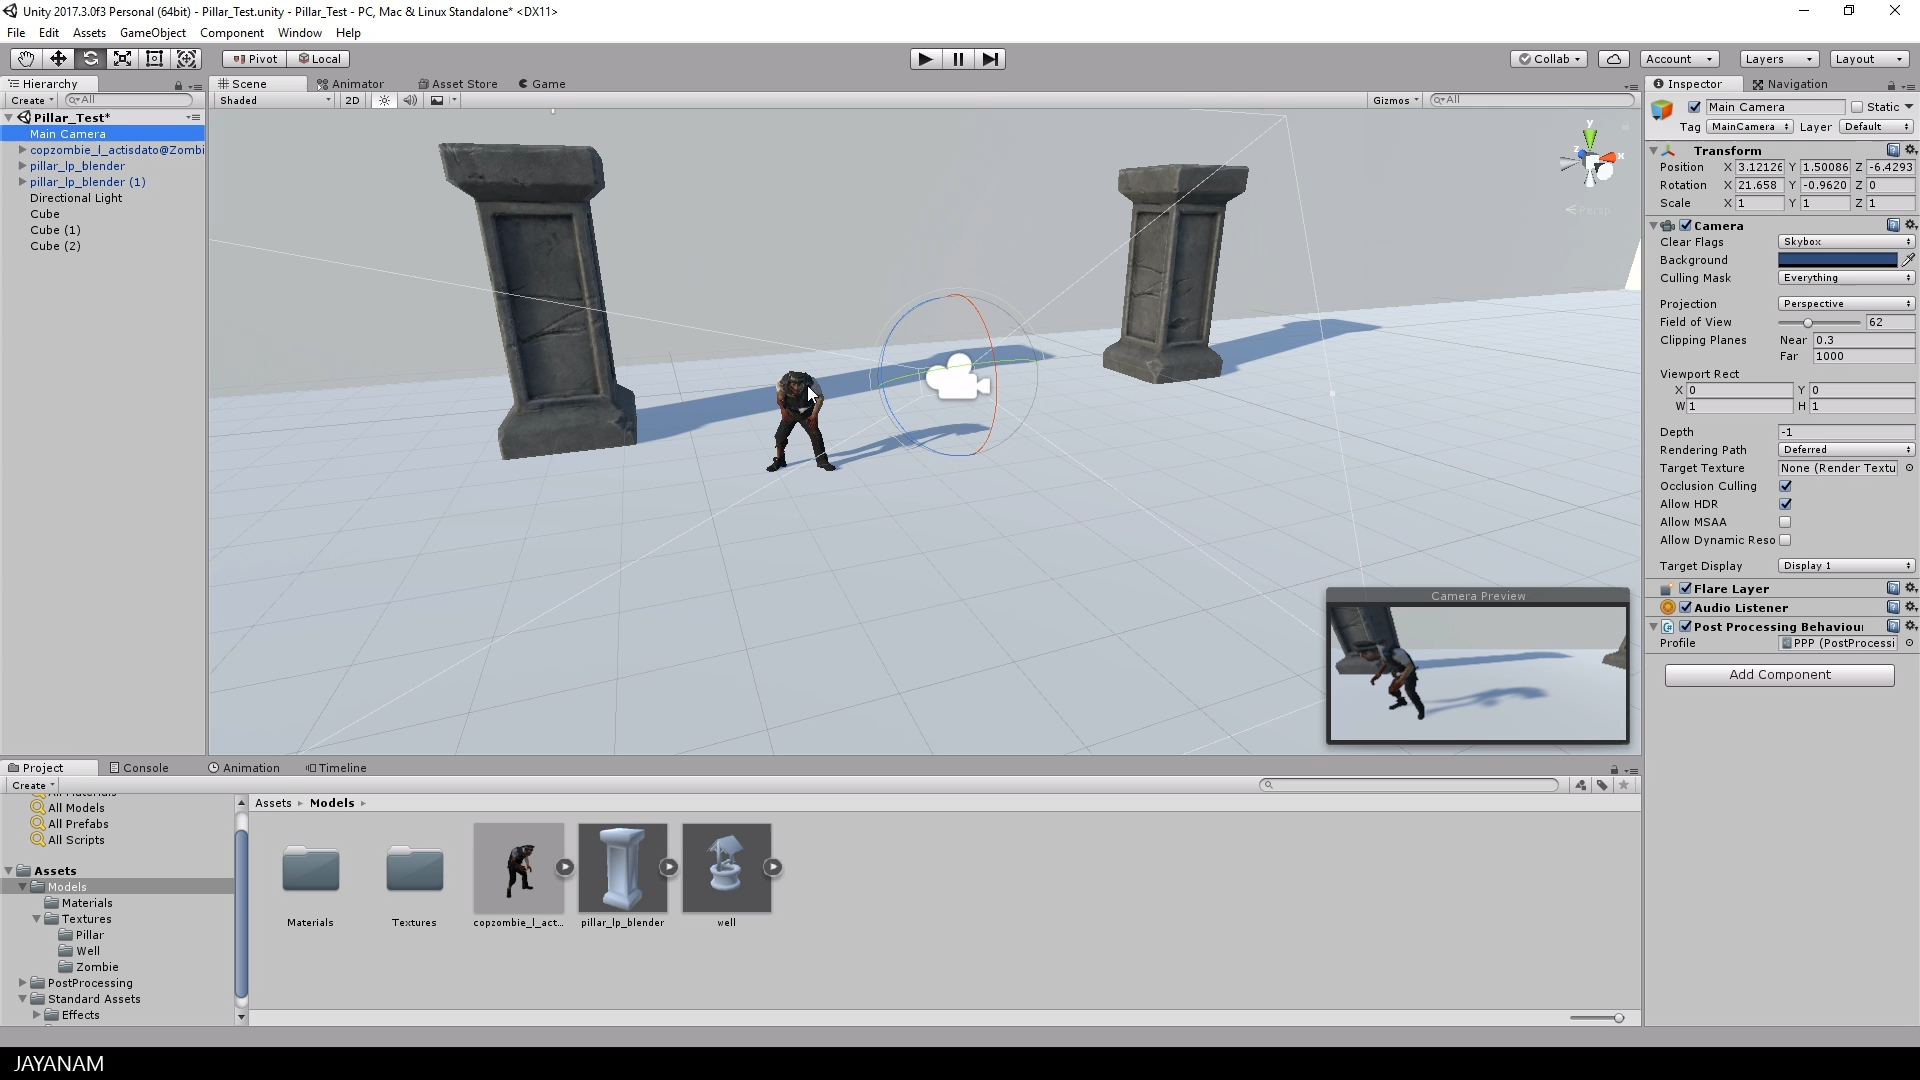 Unity 2017.3.0f3 Personal (64bit) - Pillar_Test.unity - Pillar_Test - PC, Mac & Linux Standalone* <DX11>
File Edit Assets GameObject Component Window Help
Pivot Local Collab Account Layers Layout
Hierarchy Scene Animator Asset Store Game Inspector Navigation
Create All Shaded 2D Gizmos All
Pillar_Test*
Main Camera
copzombie_l_actisdato@Zombi
pillar_lp_blender
pillar_lp_blender (1)
Directional Light
Cube
Cube (1)
Cube (2)
y
x
z
Persp
Main Camera Static
Tag MainCamera Layer Default
Transform
Position X 3.12126 Y 1.50086 Z -6.4293
Rotation X 21.658 Y -0.9620 Z 0
Scale X 1 Y 1 Z 1
Camera
Clear Flags Skybox
Background
Culling Mask Everything
Projection Perspective
Field of View 62
Clipping Planes Near 0.3
Far 1000
Viewport Rect
X 0 Y 0
W 1 H 1
Depth -1
Rendering Path Deferred
Target Texture None (Render Textu
Occlusion Culling
Allow HDR
Allow MSAA
Allow Dynamic Reso
Target Display Display 1
Flare Layer
Audio Listener
Post Processing Behaviou
Profile PPP (PostProcessi
Add Component
Camera Preview
Project Console Animation Timeline
Create
All Materials
All Models
All Prefabs
All Scripts
Assets
Models
Materials
Textures
Pillar
Well
Zombie
PostProcessing
Standard Assets
Effects
Assets Models
Materials Textures copzombie_l_act... pillar_lp_blender well
JAYANAM